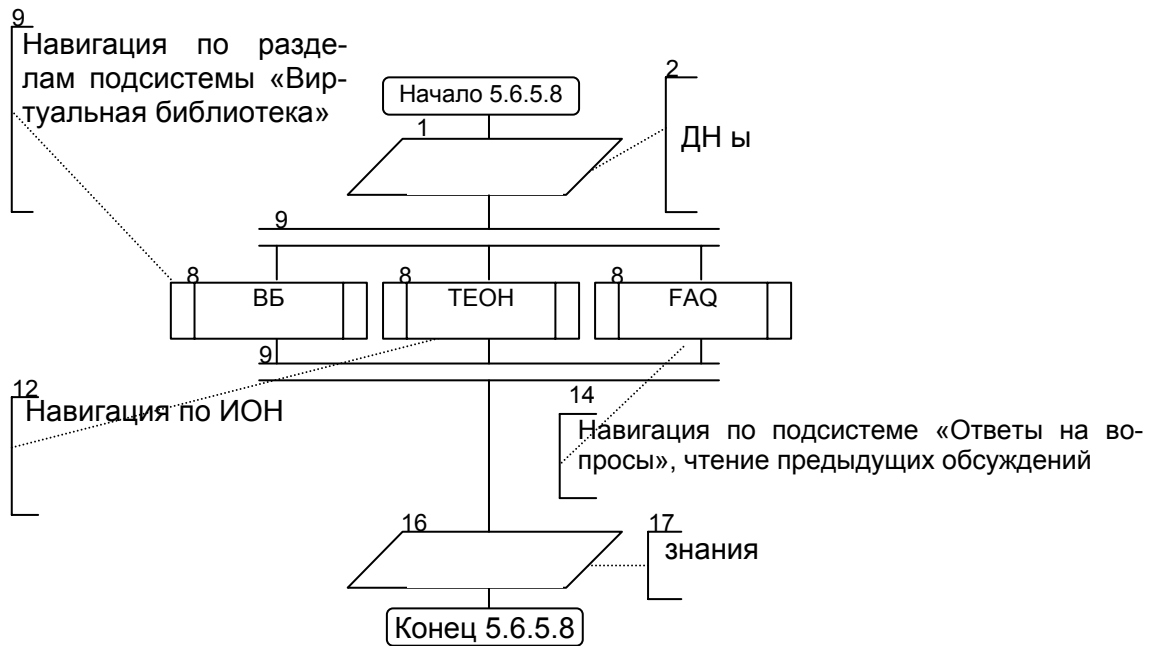 9
Навигация по разде-
лам подсистемы «Вир-
туальная библиотека»
Начало 5.6.5.8
2
ДН ы
1
9
8
ВБ
8
ТЕОН
8
FAQ
9
12
Навигация по ИОН
14
Навигация по подсистеме «Ответы на во-
просы», чтение предыдущих обсуждений
16
17
знания
Конец 5.6.5.8